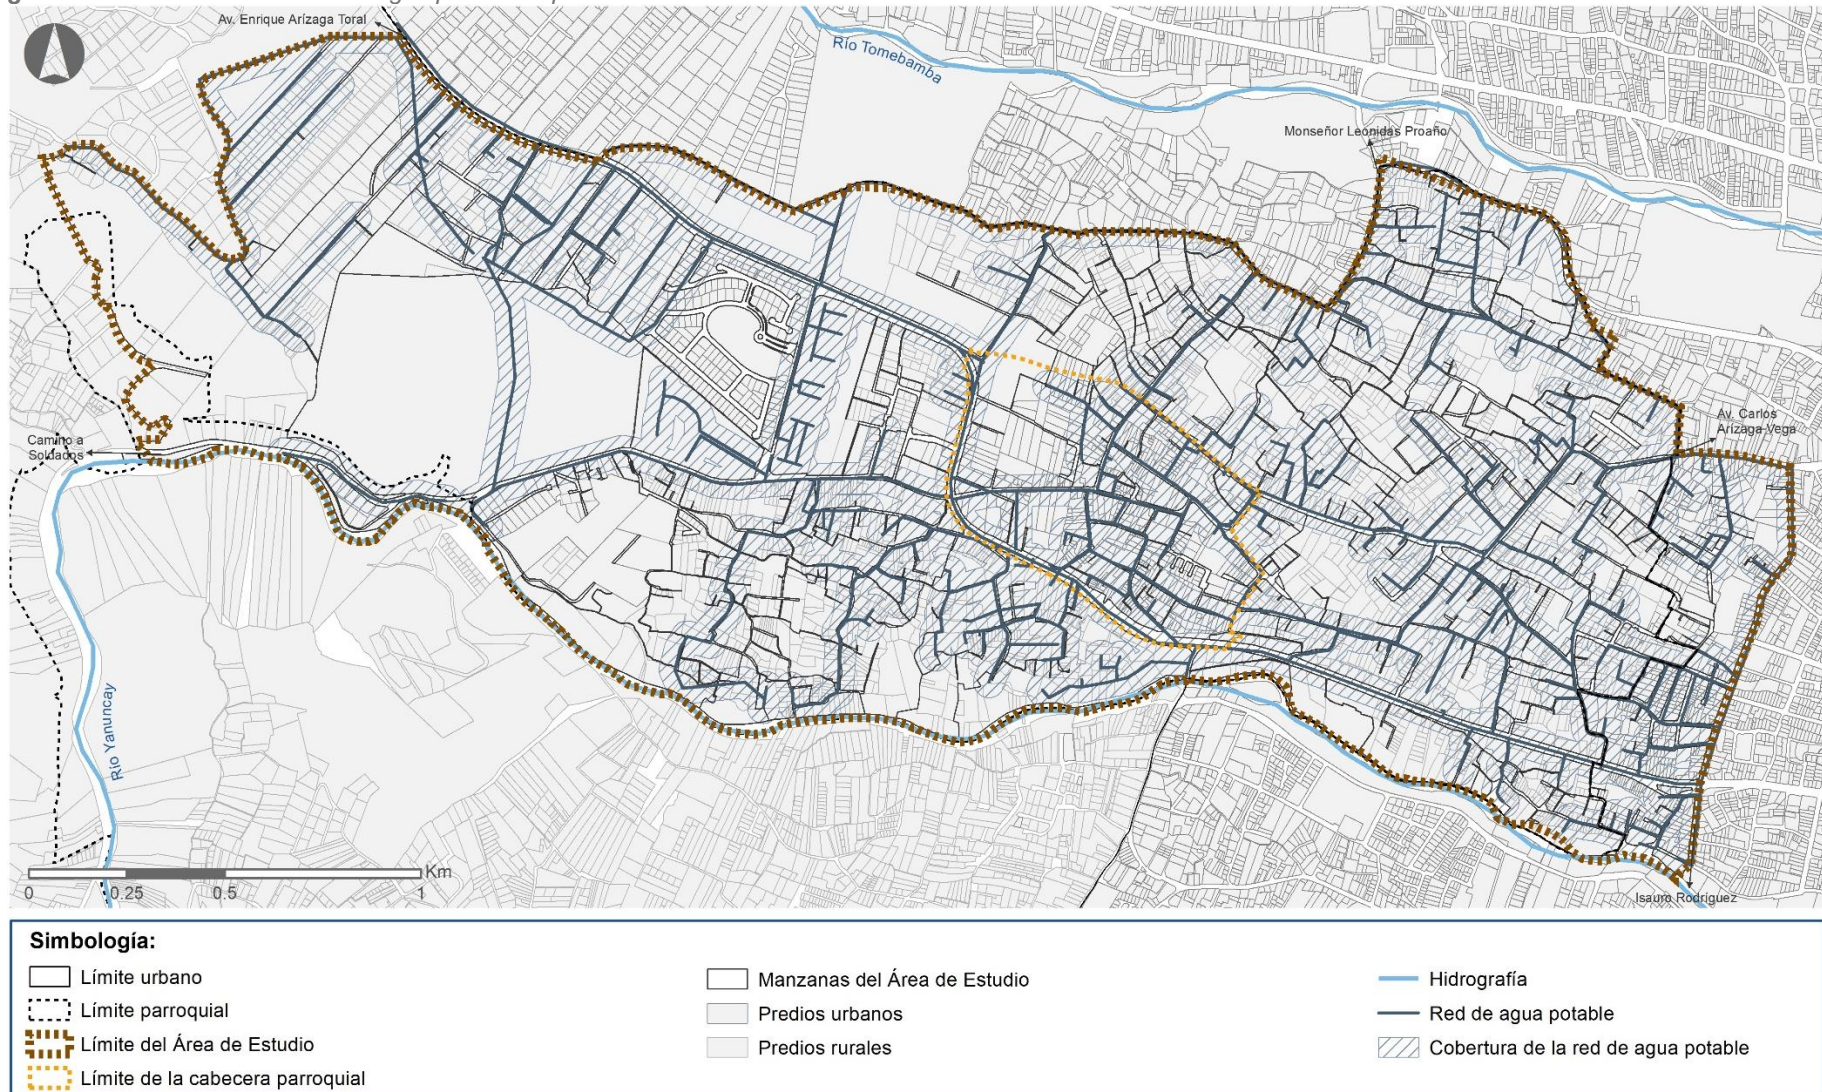 Av. Enrique Arízaga Toral
Río Tomebamba
Monseñor Leonidas Proaño
Av. Carlos
Arízaga Vega
Camino a
Soldados
Río Yanuncay
Km
0
0.25
0.5
1
Isauro Rodríguez
Simbología:
Límite urbano
Límite parroquial
Límite del Área de Estudio
Límite de la cabecera parroquial
Manzanas del Área de Estudio
Predios urbanos
Predios rurales
Hidrografía
Red de agua potable
Cobertura de la red de agua potable